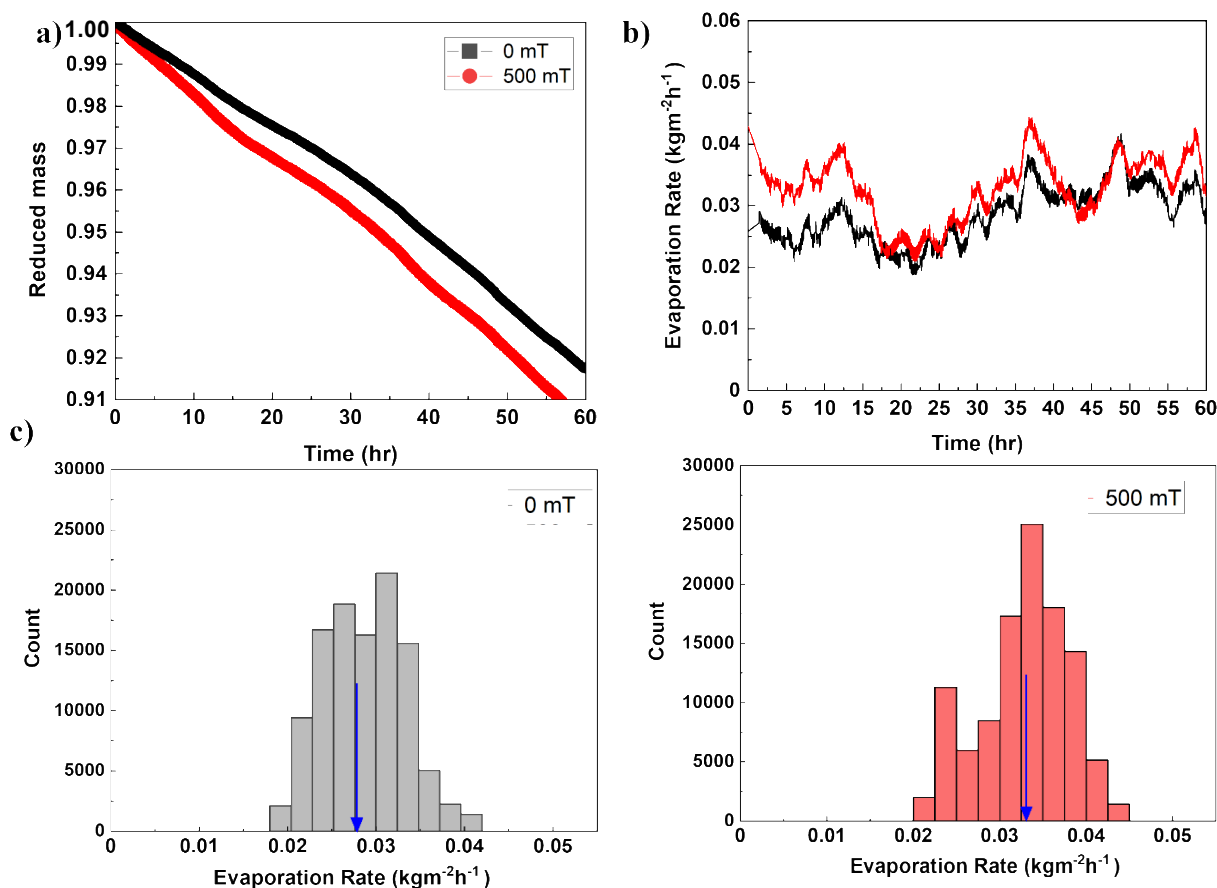 a)
1.00
0.99
0.98
0.97
0.96
0.95
0.94
0.93
0.92
0.91
Reduced mass
0 mT
500 mT
0 10 20 30 40 50 60
Time (hr)
b)
0.06
0.05
0.04
0.03
0.02
0.01
0
Evaporation Rate (kgm⁻²h⁻¹)
0 5 10 15 20 25 30 35 40 45 50 55 60
Time (hr)
c)
30000
25000
20000
15000
10000
5000
0
Count
0 mT
0 0.01 0.02 0.03 0.04 0.05
Evaporation Rate (kgm⁻²h⁻¹)
30000
25000
20000
15000
10000
5000
0
Count
500 mT
0 0.01 0.02 0.03 0.04 0.05
Evaporation Rate (kgm⁻²h⁻¹)